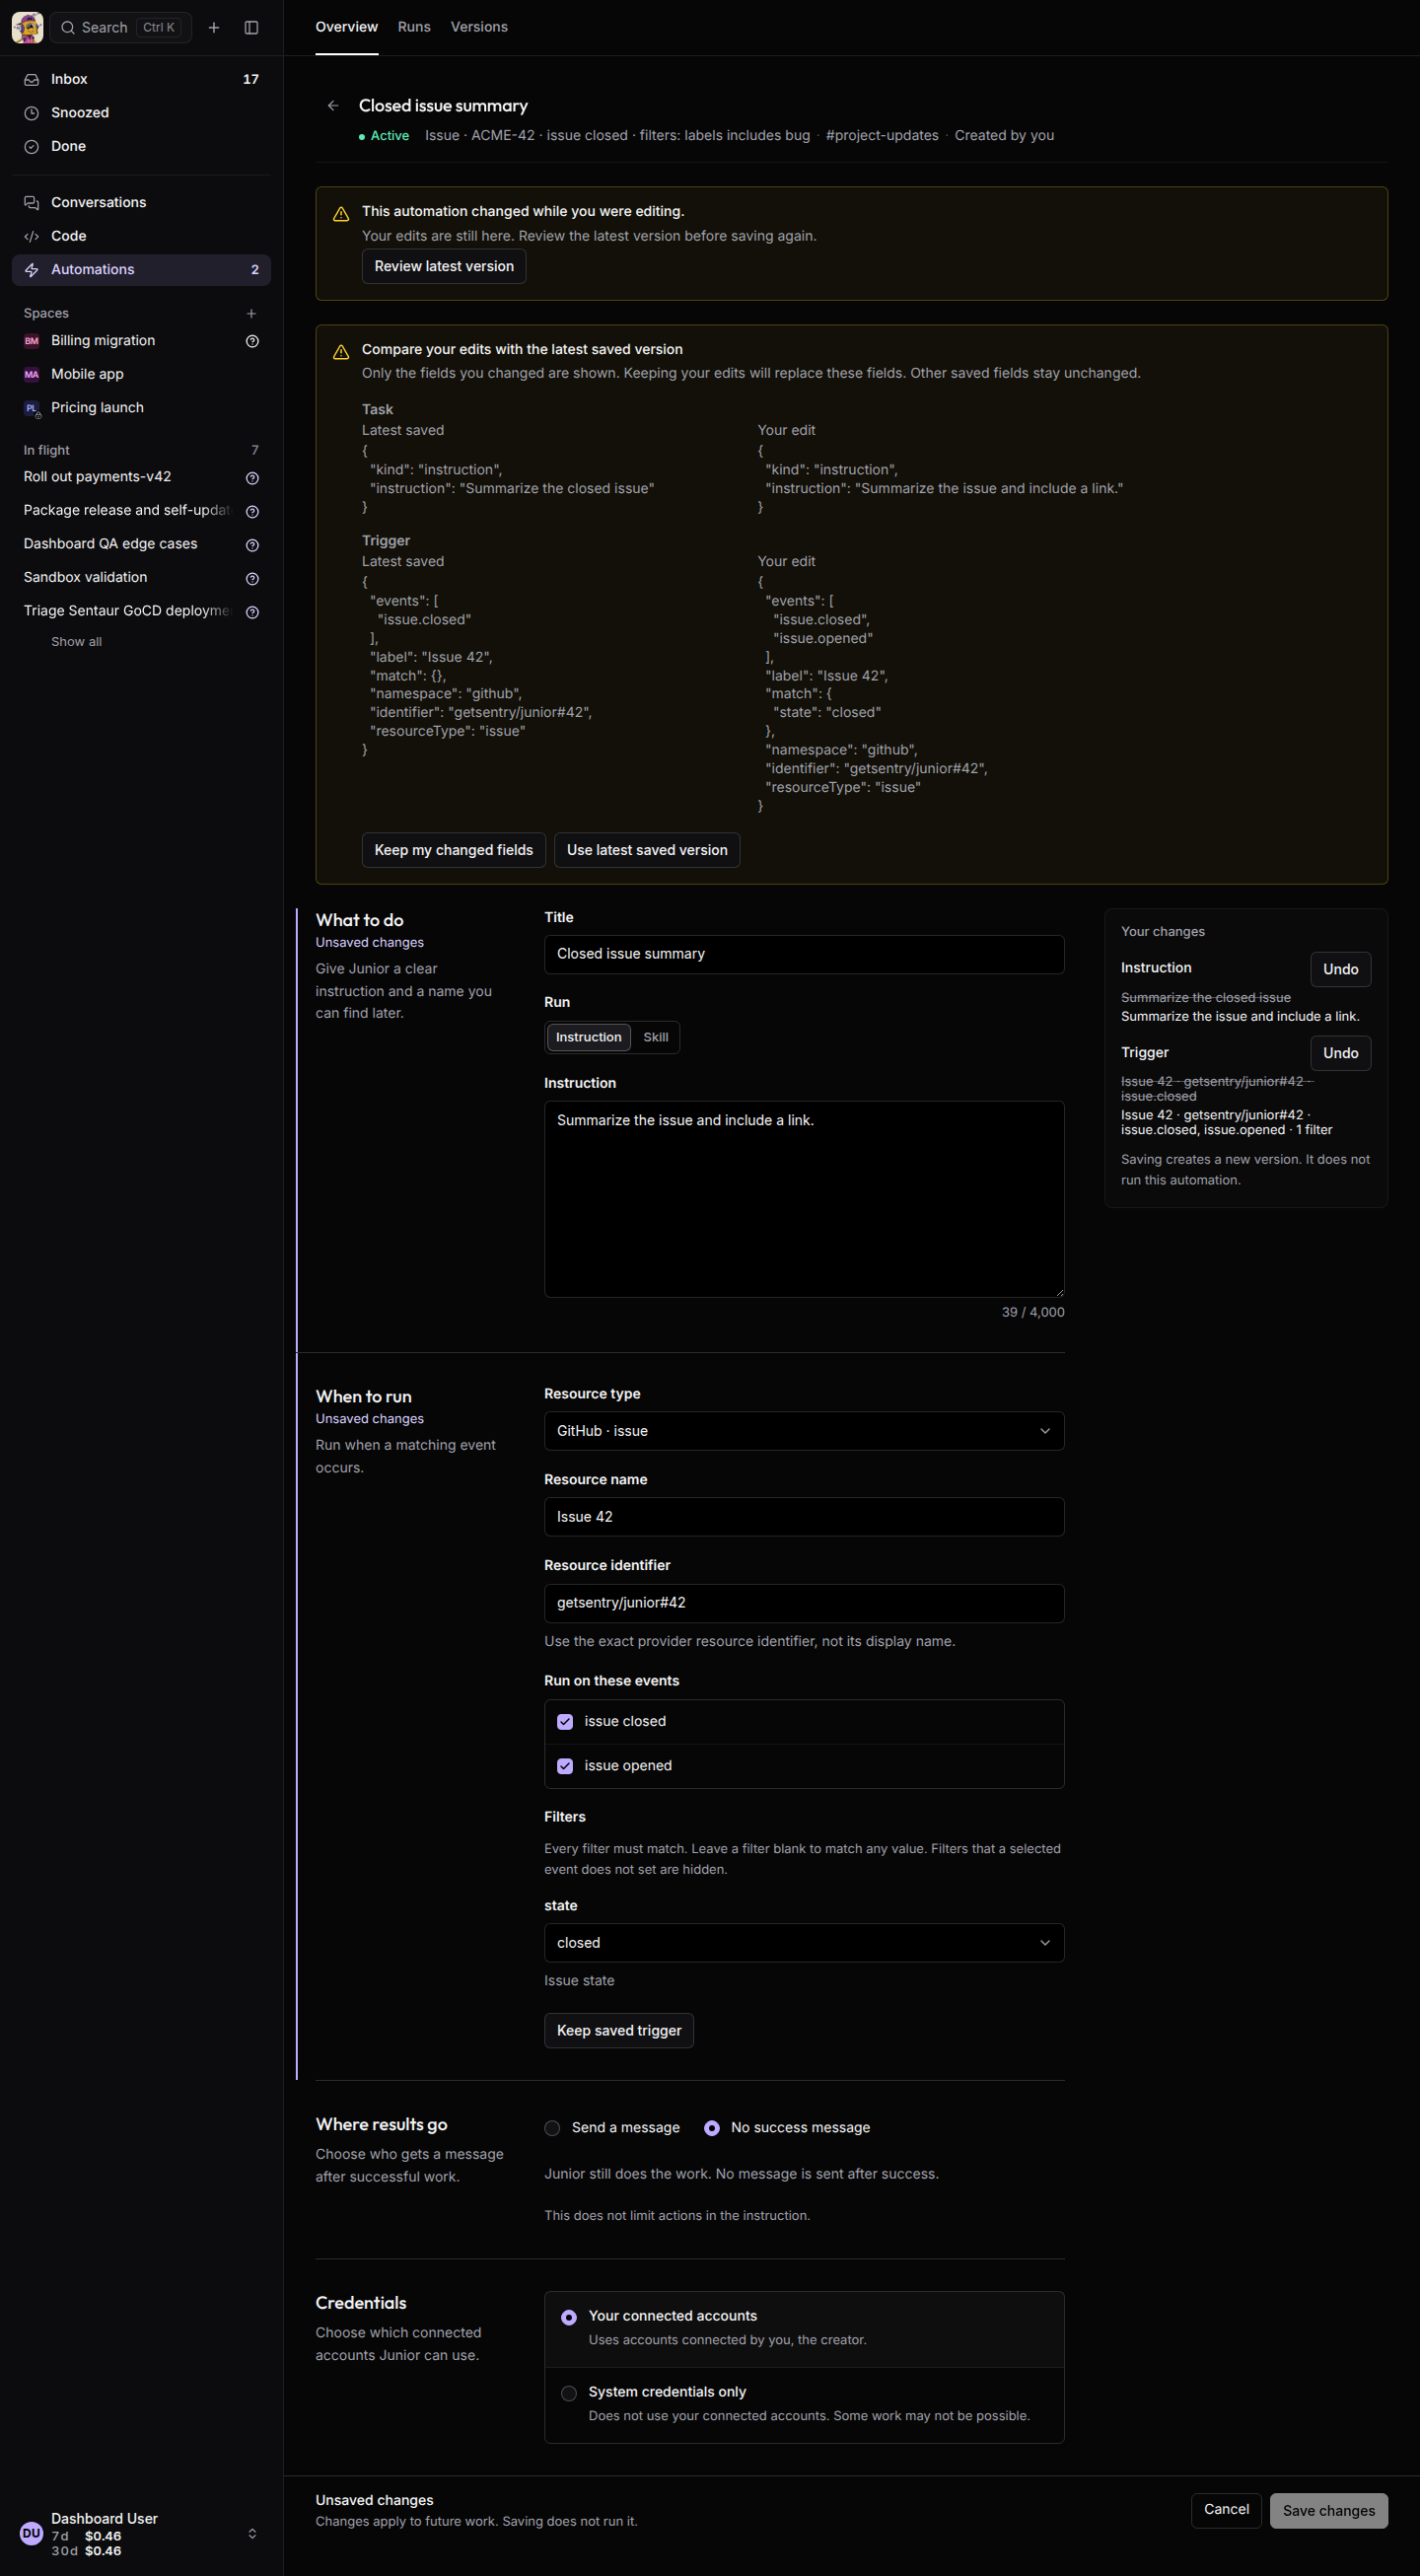 Search Ctrl K
Inbox 17
Snoozed
Done
Conversations
Code
Automations 2
Spaces
BM Billing migration
MA Mobile app
PL Pricing launch
In flight 7
Roll out payments-v42
Package release and self-updat
Dashboard QA edge cases
Sandbox validation
Triage Sentaur GoCD deployme
Show all
DU Dashboard User
7d $0.46
30d $0.46
Overview Runs Versions
Closed issue summary
Active Issue · ACME-42 · issue closed · filters: labels includes bug · #project-updates · Created by you
This automation changed while you were editing.
Your edits are still here. Review the latest version before saving again.
Review latest version
Compare your edits with the latest saved version
Only the fields you changed are shown. Keeping your edits will replace these fields. Other saved fields stay unchanged.
Task
Latest saved
{
"kind": "instruction",
"instruction": "Summarize the closed issue"
}
Your edit
{
"kind": "instruction",
"instruction": "Summarize the issue and include a link."
}
Trigger
Latest saved
{
"events": [
"issue.closed"
],
"label": "Issue 42",
"match": {},
"namespace": "github",
"identifier": "getsentry/junior#42",
"resourceType": "issue"
}
Your edit
{
"events": [
"issue.closed",
"issue.opened"
],
"label": "Issue 42",
"match": {
"state": "closed"
},
"namespace": "github",
"identifier": "getsentry/junior#42",
"resourceType": "issue"
}
Keep my changed fields Use latest saved version
What to do
Unsaved changes
Give Junior a clear
instruction and a name you
can find later.
Title
Closed issue summary
Run
Instruction Skill
Instruction
Summarize the issue and include a link.
39 / 4,000
Your changes
Instruction Undo
Summarize the closed issue
Summarize the issue and include a link.
Trigger Undo
Issue 42 · getsentry/junior#42 ·
issue.closed
Issue 42 · getsentry/junior#42 ·
issue.closed, issue.opened · 1 filter
Saving creates a new version. It does not
run this automation.
When to run
Unsaved changes
Run when a matching event
occurs.
Resource type
GitHub · issue
Resource name
Issue 42
Resource identifier
getsentry/junior#42
Use the exact provider resource identifier, not its display name.
Run on these events
issue closed
issue opened
Filters
Every filter must match. Leave a filter blank to match any value. Filters that a selected
event does not set are hidden.
state
closed
Issue state
Keep saved trigger
Where results go
Choose who gets a message
after successful work.
Send a message No success message
Junior still does the work. No message is sent after success.
This does not limit actions in the instruction.
Credentials
Choose which connected
accounts Junior can use.
Your connected accounts
Uses accounts connected by you, the creator.
System credentials only
Does not use your connected accounts. Some work may not be possible.
Unsaved changes
Changes apply to future work. Saving does not run it.
Cancel Save changes